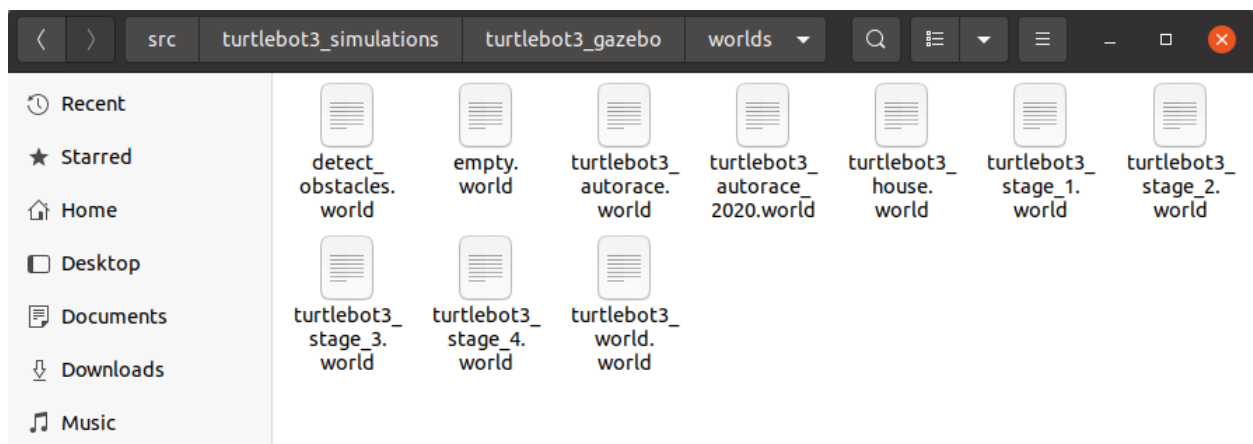 src turtlebot3_simulations turtlebot3_gazebo worlds
Recent
Starred
Home
Desktop
Documents
Downloads
Music
detect_
obstacles.
world
empty.
world
turtlebot3_
autorace.
world
turtlebot3_
autorace_
2020.world
turtlebot3_
house.
world
turtlebot3_
stage_1.
world
turtlebot3_
stage_2.
world
turtlebot3_
stage_3.
world
turtlebot3_
stage_4.
world
turtlebot3_
world.
world